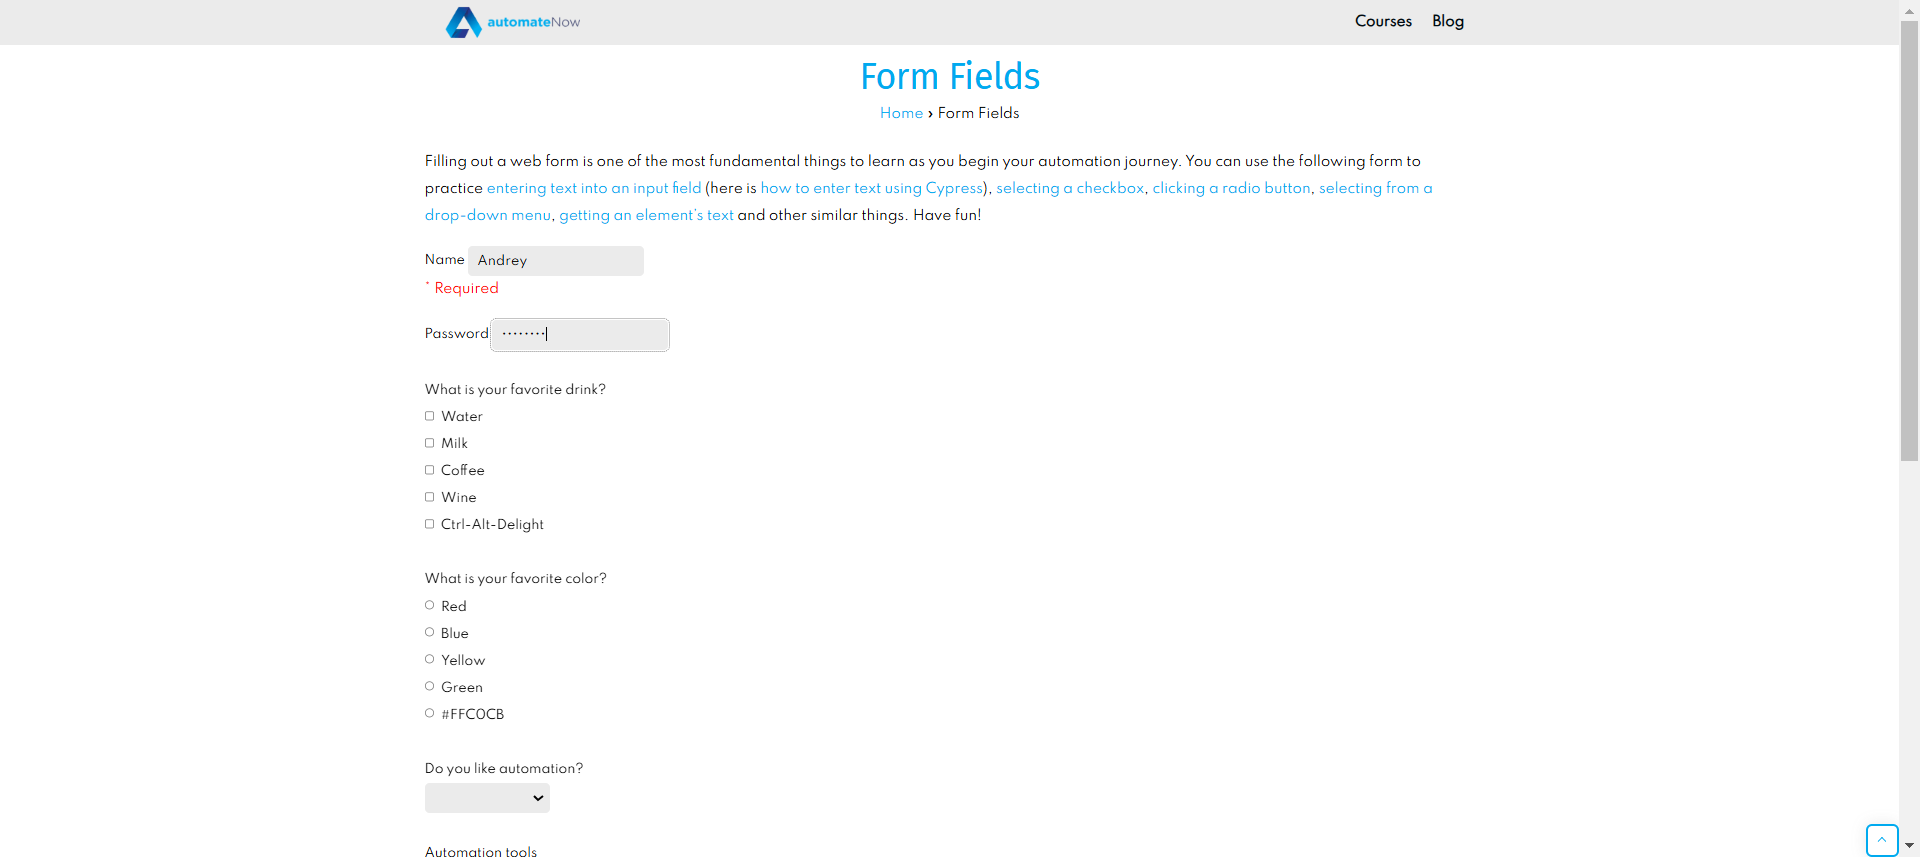 automateNow
Courses Blog
Form Fields
Home › Form Fields
Filling out a web form is one of the most fundamental things to learn as you begin your automation journey. You can use the following form to
practice entering text into an input field (here is how to enter text using Cypress), selecting a checkbox, clicking a radio button, selecting from a
drop-down menu, getting an element's text and other similar things. Have fun!
Name Andrey
* Required
Password ········
What is your favorite drink?
Water
Milk
Coffee
Wine
Ctrl-Alt-Delight
What is your favorite color?
Red
Blue
Yellow
Green
#FFC0CB
Do you like automation?
Automation tools